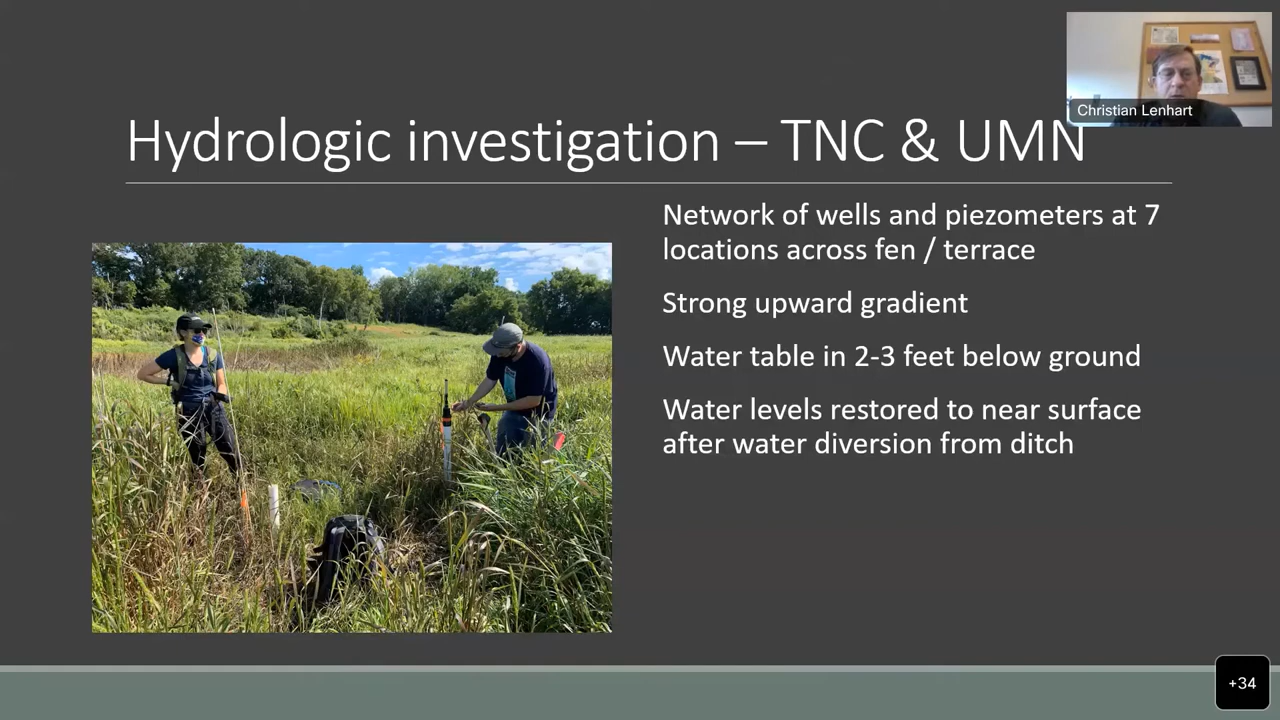 Christian Lenhart
Hydrologic investigation – TNC & UMN
Network of wells and piezometers at 7
locations across fen / terrace
Strong upward gradient
Water table in 2-3 feet below ground
Water levels restored to near surface
after water diversion from ditch
+34